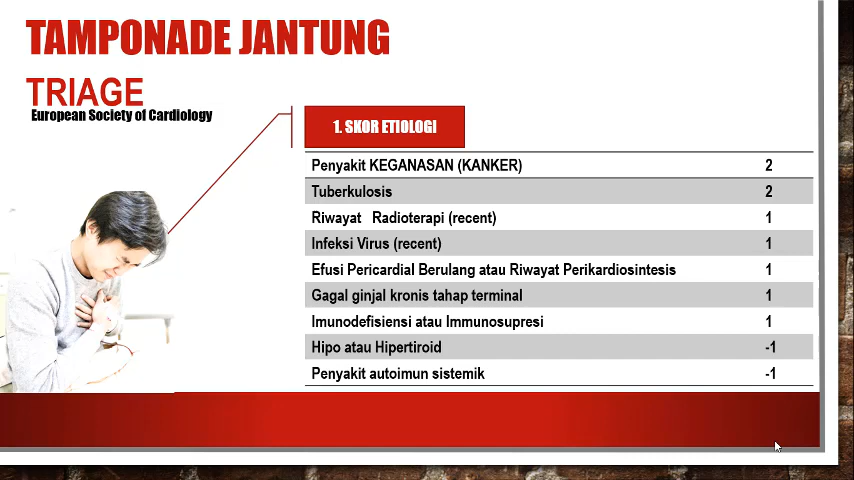 TAMPONADE JANTUNG
TRIAGE
European Society of Cardiology
1. SKOR ETIOLOGI
Penyakit KEGANASAN (KANKER) 2
Tuberkulosis 2
Riwayat Radioterapi (recent) 1
Infeksi Virus (recent) 1
Efusi Pericardial Berulang atau Riwayat Perikardiosintesis 1
Gagal ginjal kronis tahap terminal 1
Imunodefisiensi atau Immunosupresi 1
Hipo atau Hipertiroid -1
Penyakit autoimun sistemik -1